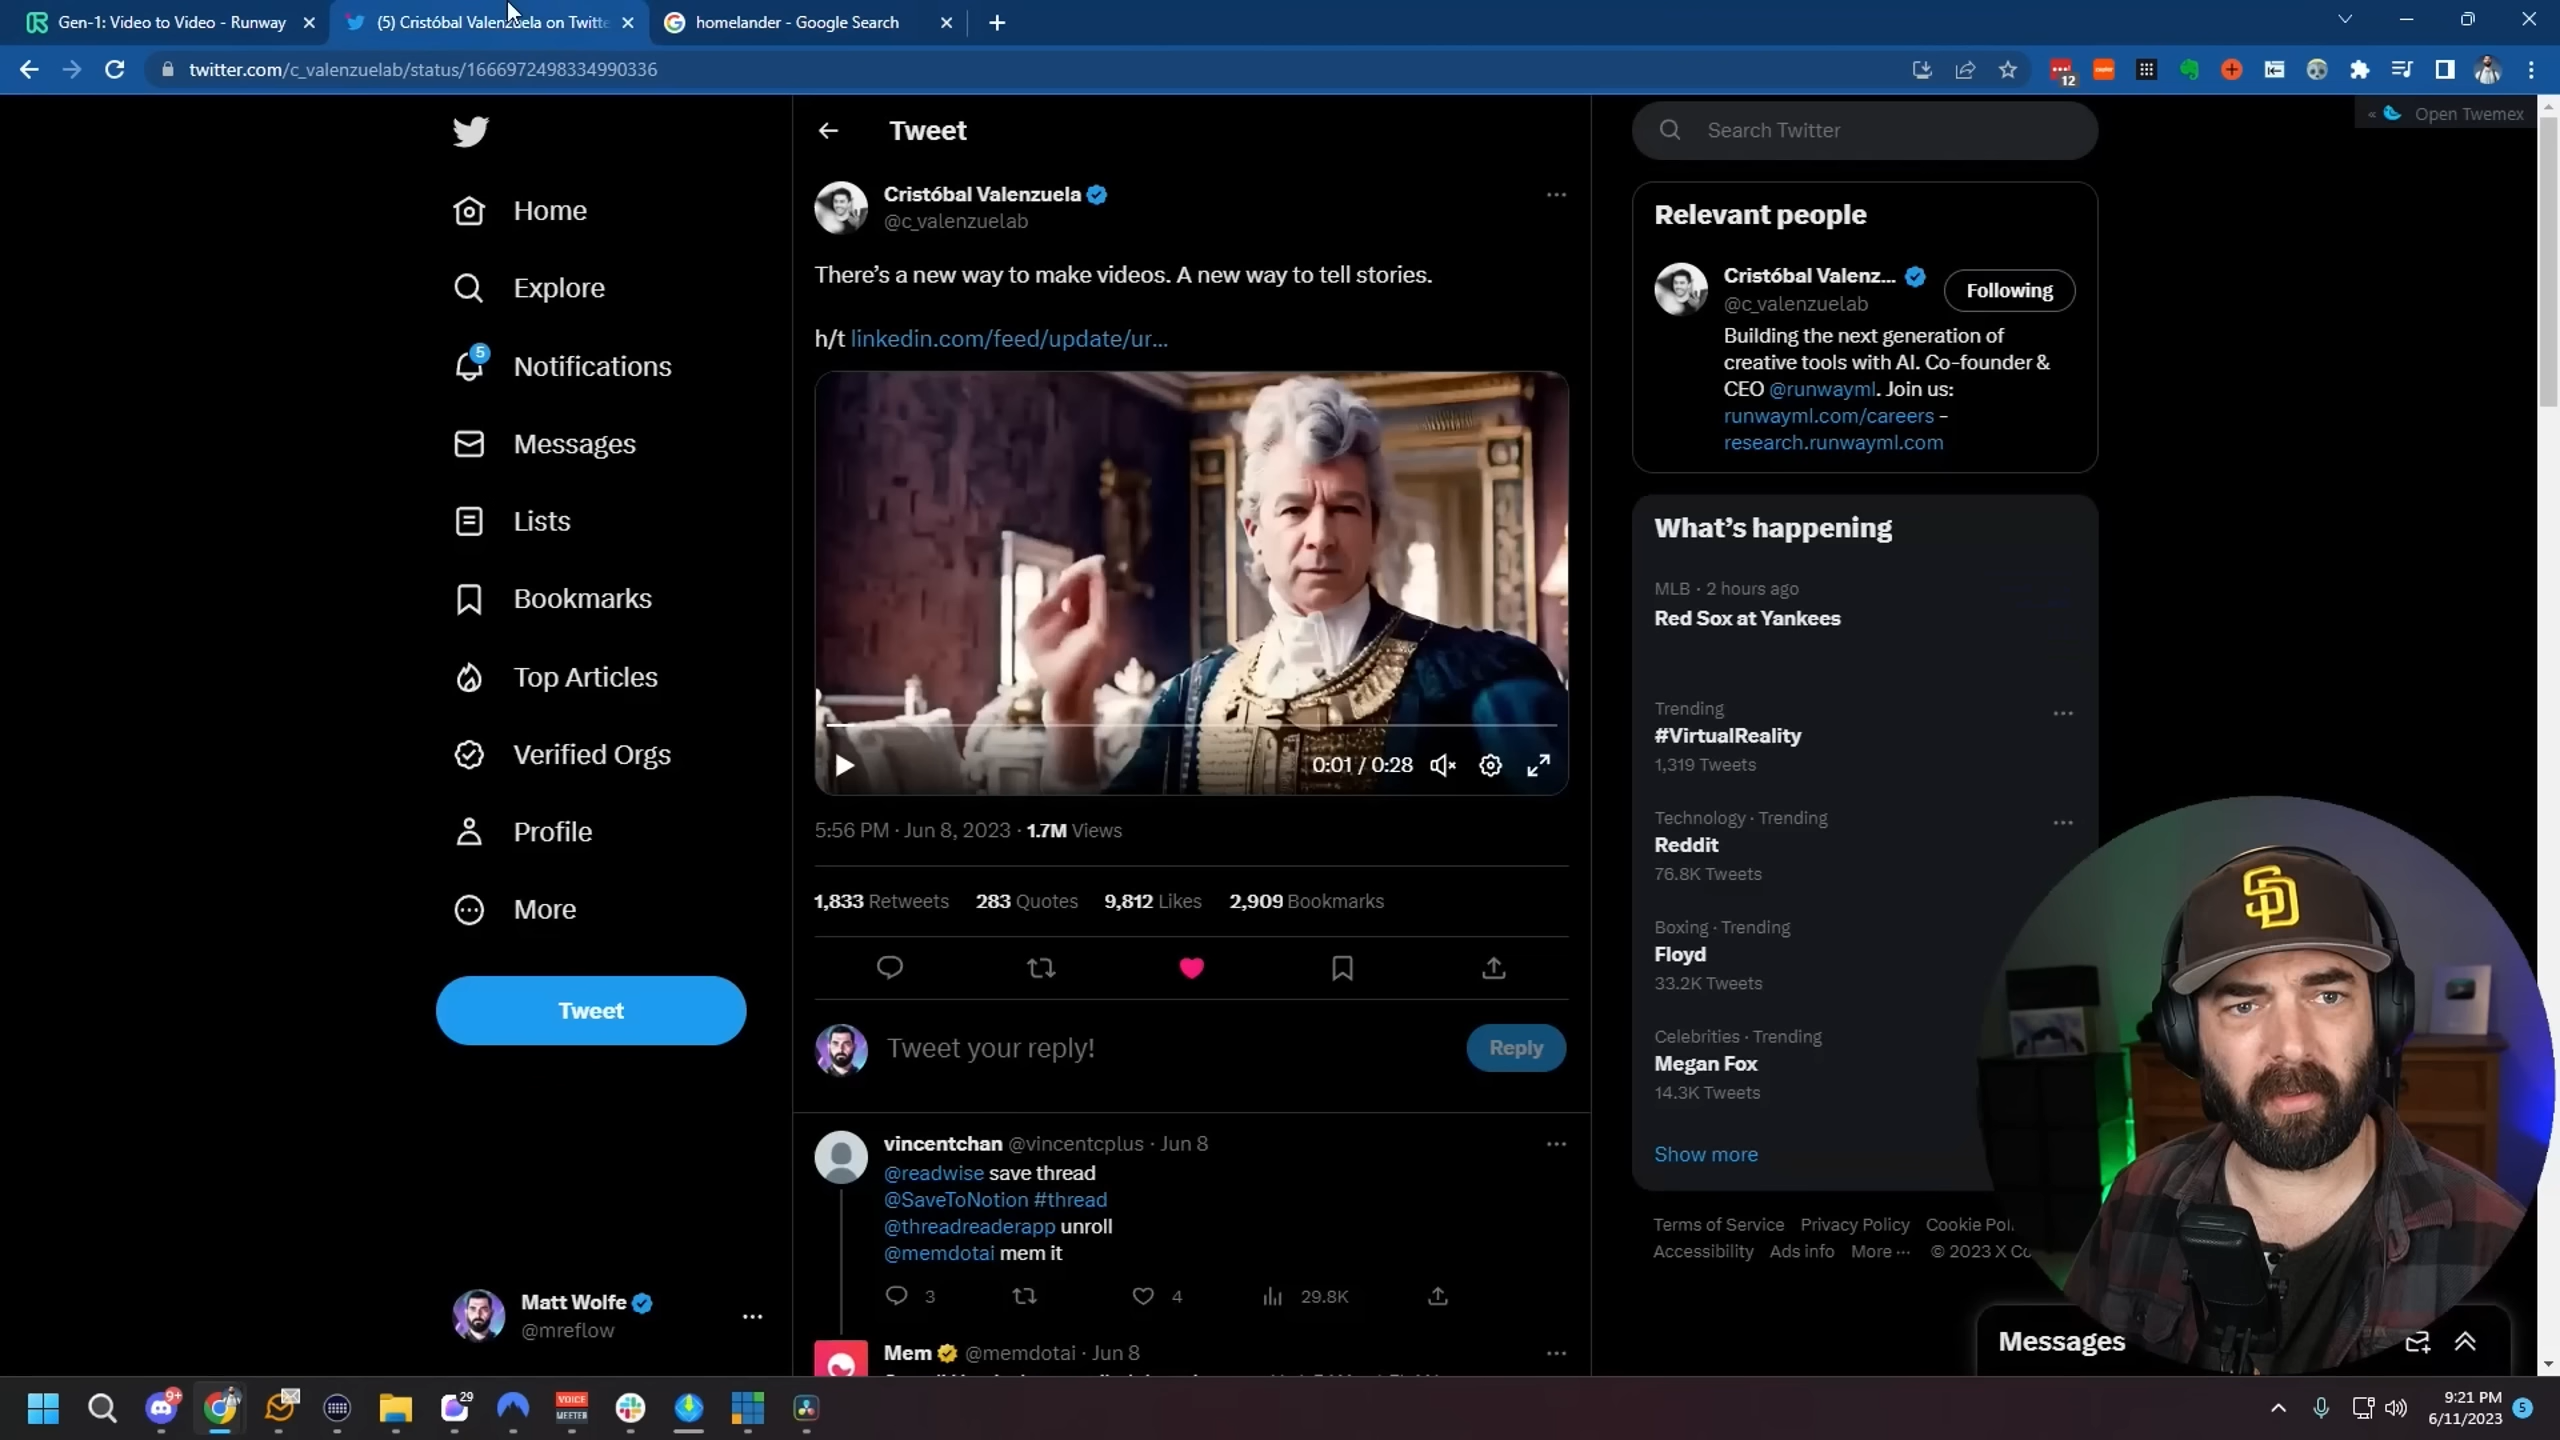 Gen-1: Video to Video - Runway
(5) Cristóbal Valenzuela on Twitte
homelander - Google Search
twitter.com/c_valenzuelab/status/1666972498334990336
12
« Open Twemex
Home
Explore
5
Notifications
Messages
Lists
Bookmarks
Top Articles
Verified Orgs
Profile
More
Tweet
Matt Wolfe
@mreflow
Tweet
Cristóbal Valenzuela
@c_valenzuelab
There's a new way to make videos. A new way to tell stories.
h/t linkedin.com/feed/update/ur...
0:01 / 0:28
5:56 PM · Jun 8, 2023 · 1.7M Views
1,833 Retweets 283 Quotes 9,812 Likes 2,909 Bookmarks
Tweet your reply!
Reply
vincentchan @vincentcplus · Jun 8
@readwise save thread
@SaveToNotion #thread
@threadreaderapp unroll
@memdotai mem it
3
4
29.8K
Mem @memdotai · Jun 8
Search Twitter
Relevant people
Cristóbal Valenz...
@c_valenzuelab
Following
Building the next generation of
creative tools with AI. Co-founder &
CEO @runwayml. Join us:
runwayml.com/careers –
research.runwayml.com
What's happening
MLB · 2 hours ago
Red Sox at Yankees
Trending
#VirtualReality
1,319 Tweets
Technology · Trending
Reddit
76.8K Tweets
Boxing · Trending
Floyd
33.2K Tweets
Celebrities · Trending
Megan Fox
14.3K Tweets
Show more
Terms of Service Privacy Policy Cookie Pol
Accessibility Ads info More ··· © 2023 X Co
SD
Messages
9+
29
VOICE
MEETER
9:21 PM
6/11/2023
5